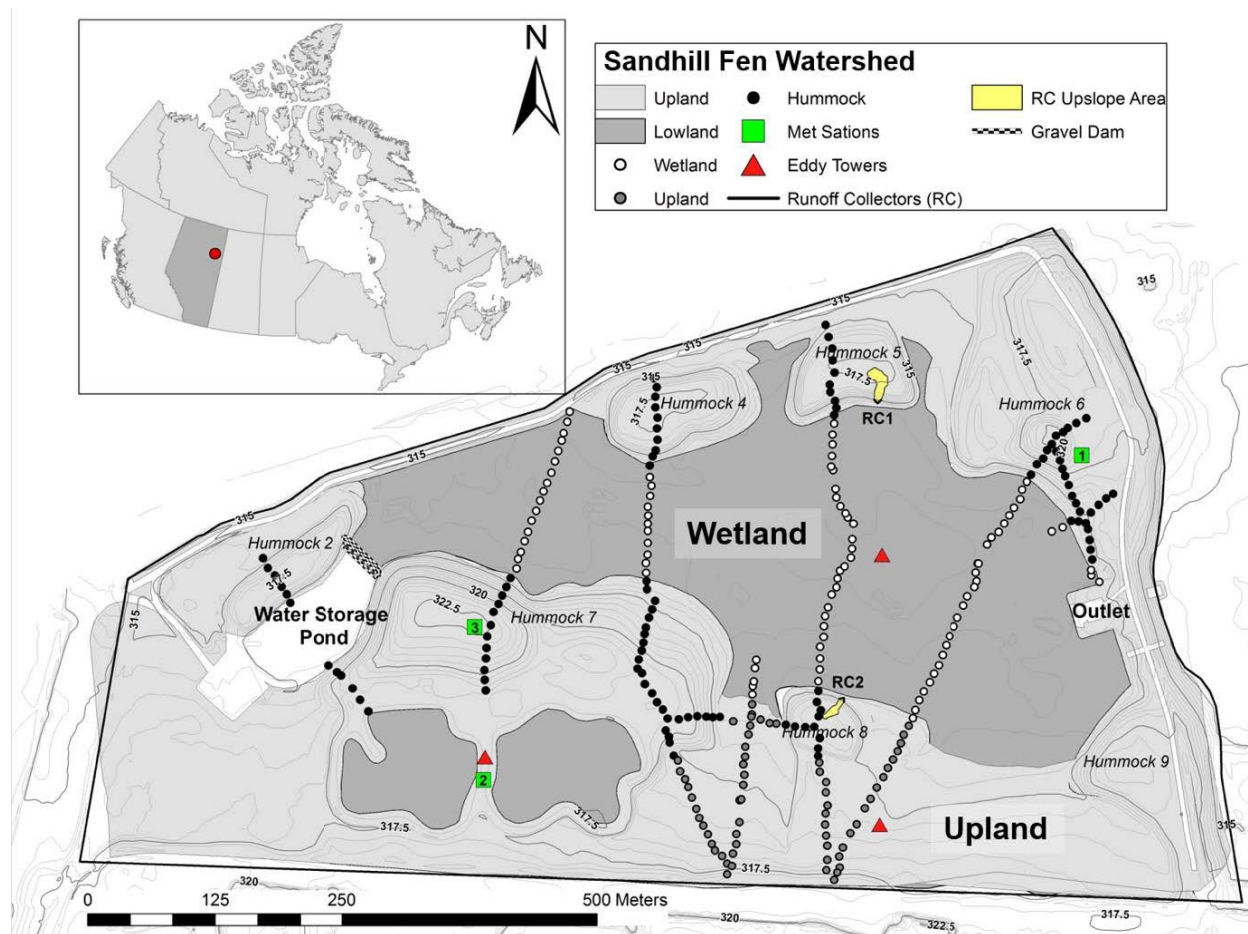 N
Sandhill Fen Watershed
Upland
Hummock
RC Upslope Area
Lowland
Met Sations
Gravel Dam
Wetland
Eddy Towers
Upland
Runoff Collectors (RC)
315
315
315
317.5
Hummock 5
315
315
317.5
317.5
Hummock 4
RC1
Hummock 6
320
1
315
Wetland
Hummock 2
317.5
320
322.5
Hummock 7
Water Storage
Pond
3
Outlet
315
RC2
Hummock 8
Hummock 9
2
317.5
317.5
Upland
315
317.5
320
0
125
250
500 Meters
320
322.5
317.5